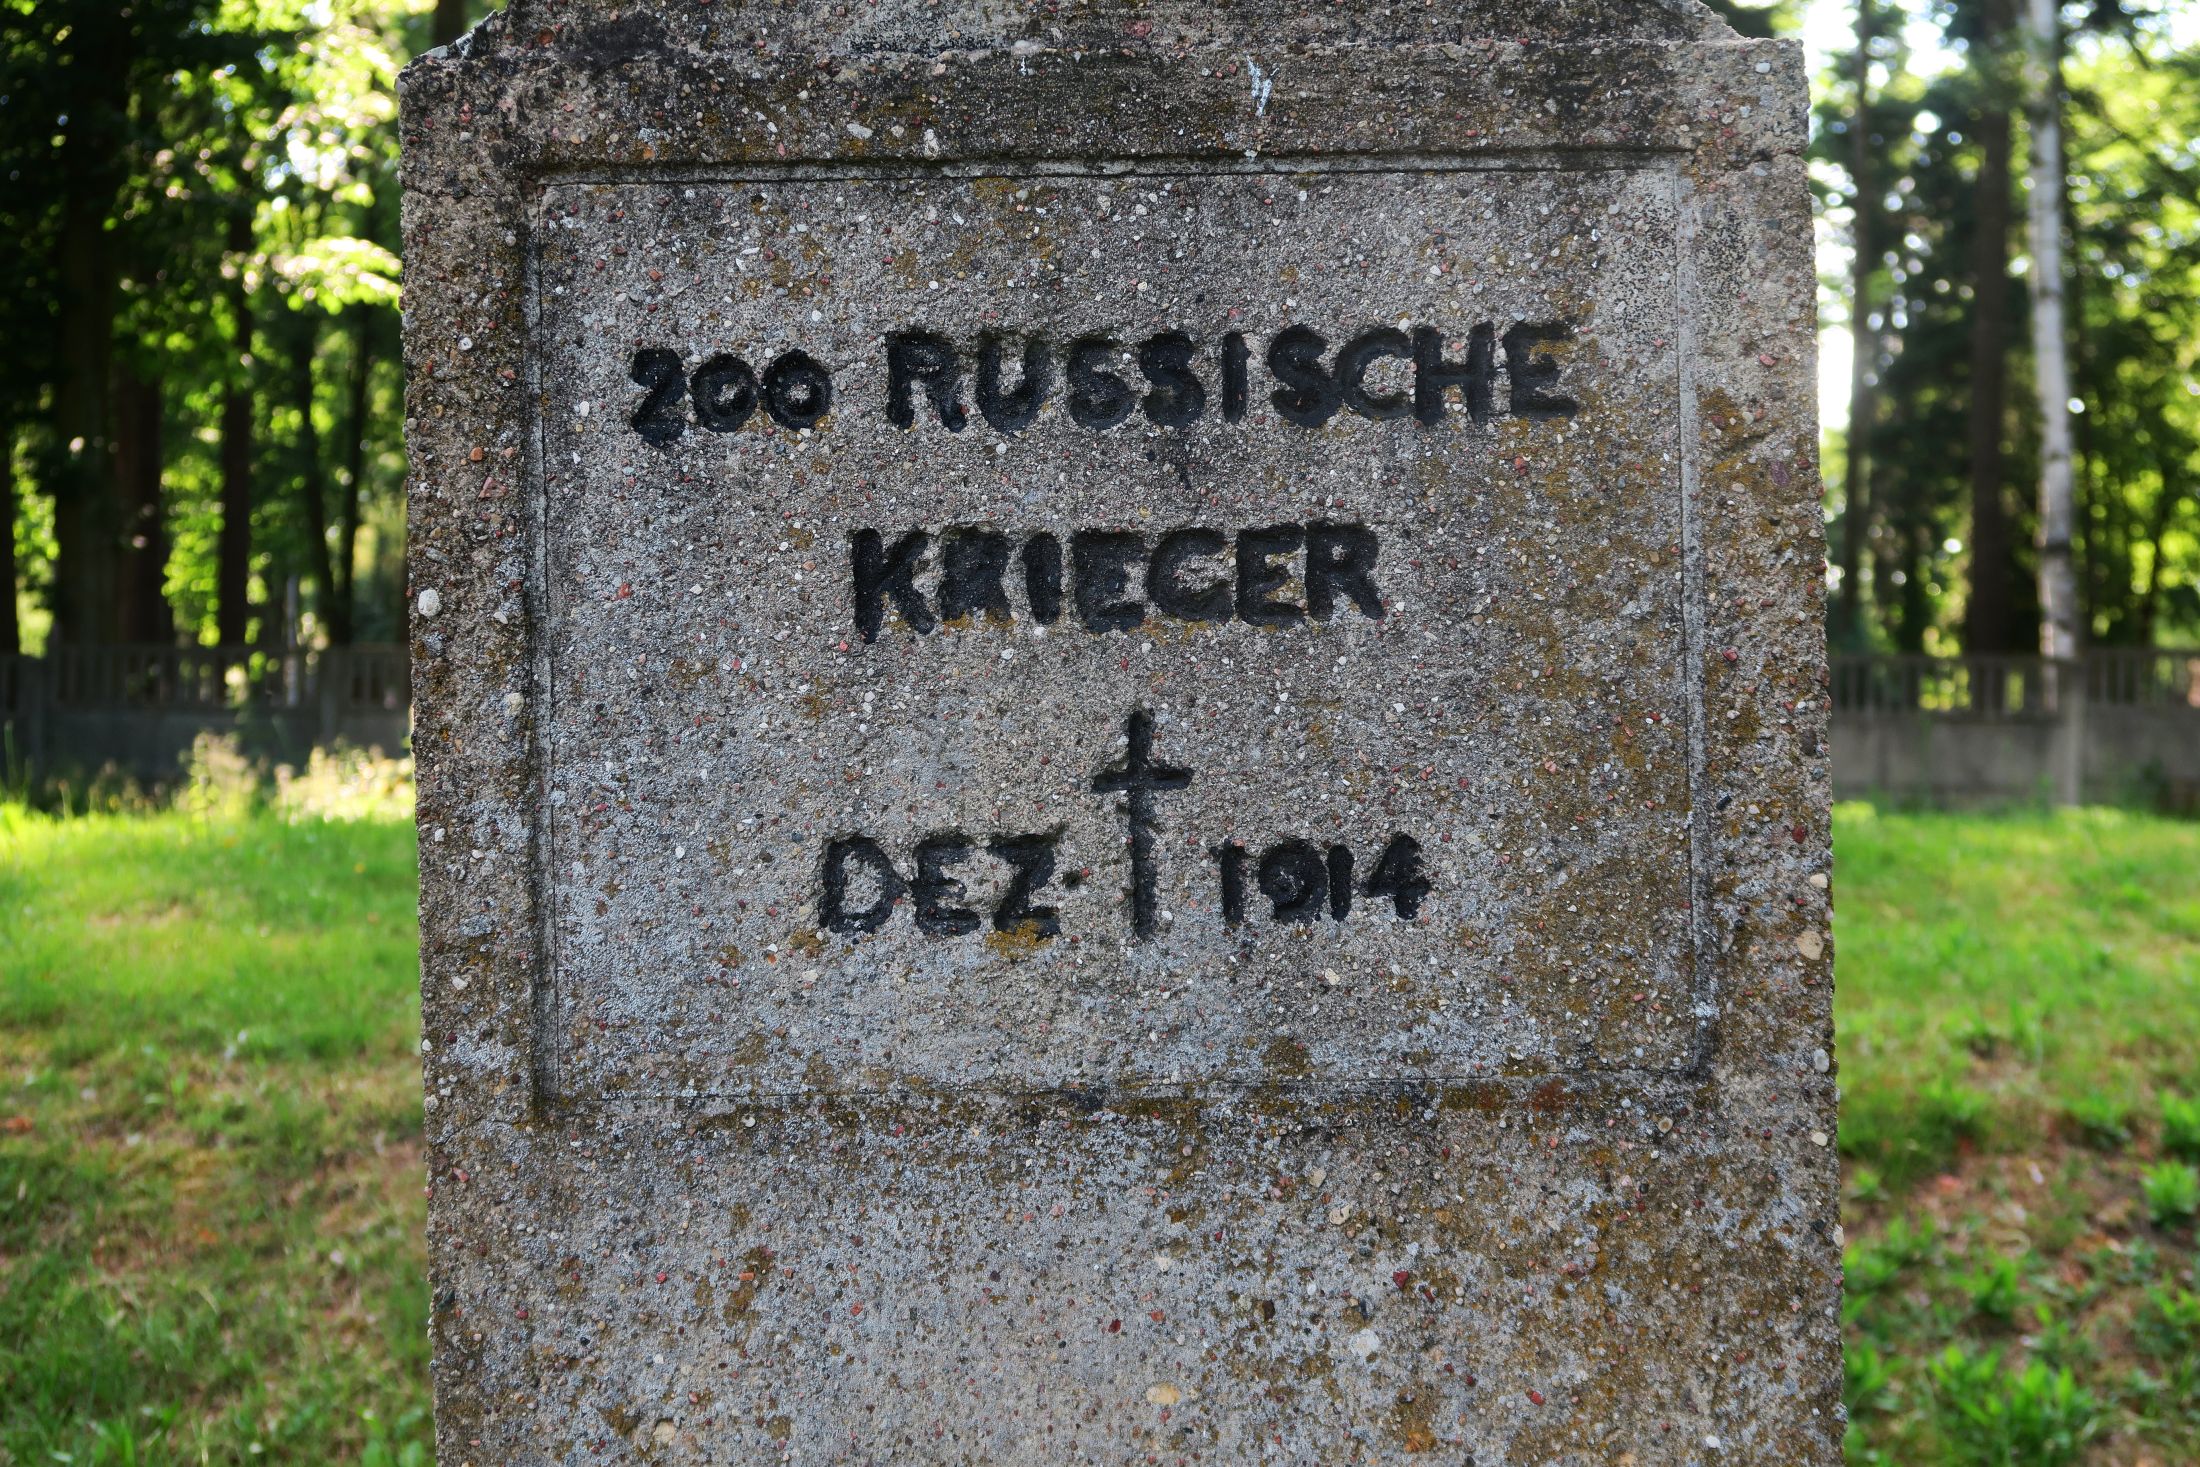 200 RUSSISCHE
KRIEGER
DEZ. † 1914